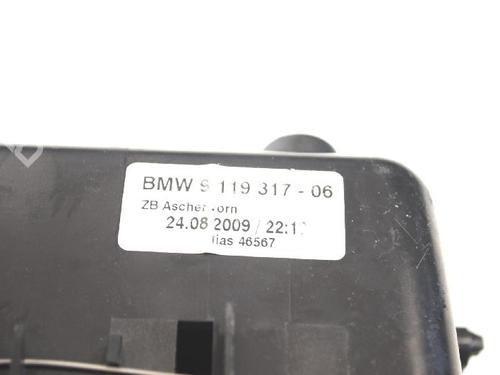 BMW 9 119 317 - 06
ZB Ascher vorn
24.08 2009 / 22:1
46567